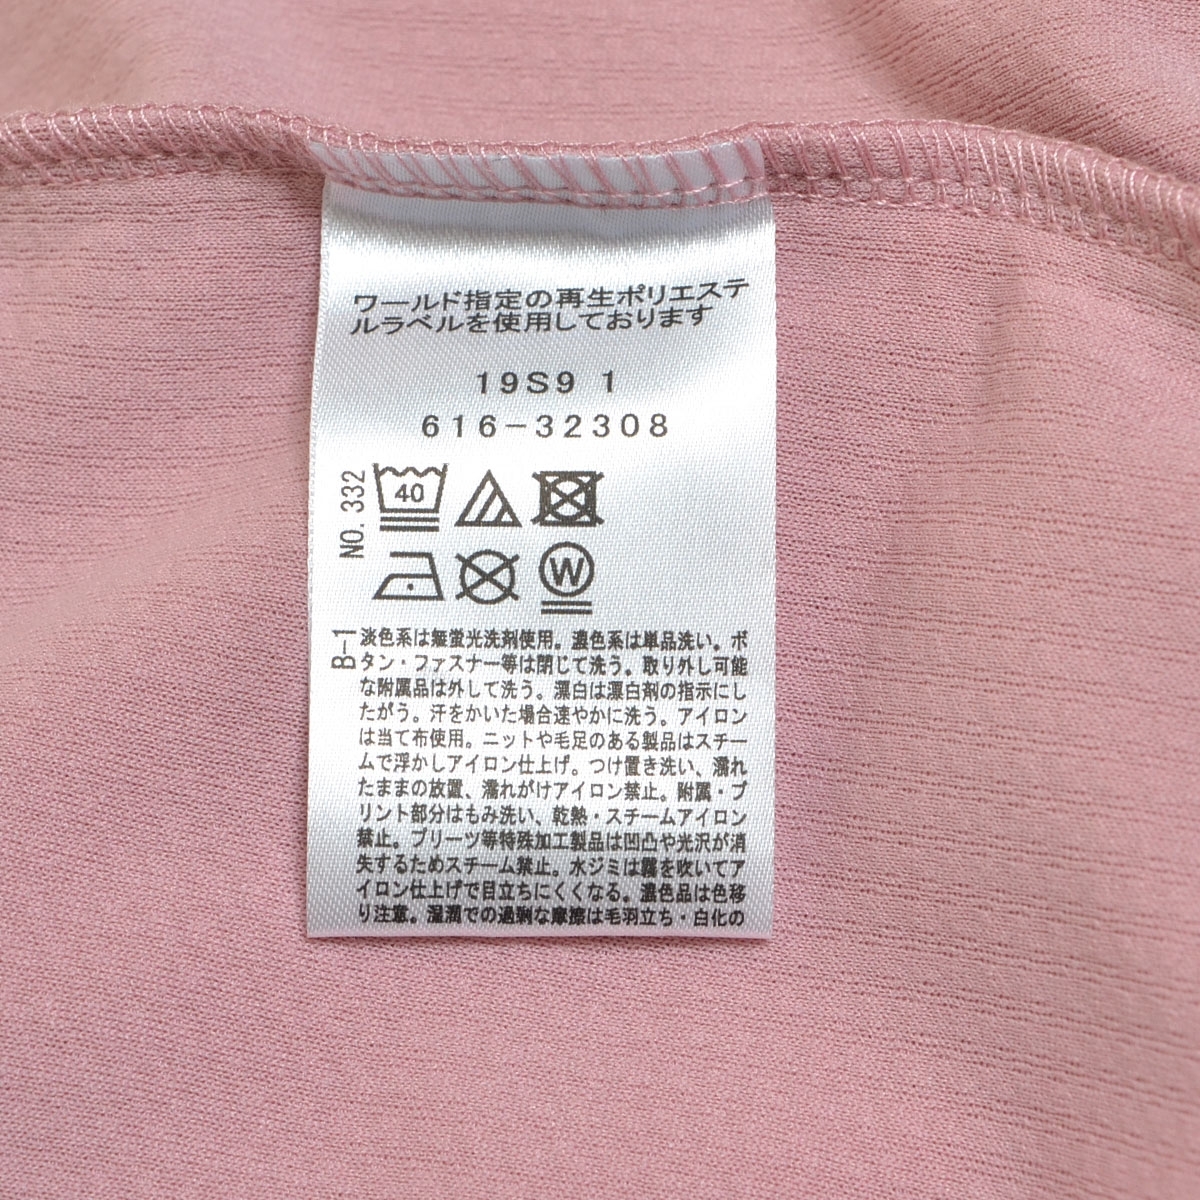 ワールド指定の再生ポリエステ
ルラベルを使用しております
19S9 1
616-32308
NO. 332
40
W
B-1
淡色系は無蛍光洗剤使用。濃色系は単品洗い。ボ
タン・ファスナー等は閉じて洗う。取り外し可能
な附属品は外して洗う。漂白は漂白剤の指示にし
たがう。汗をかいた場合速やかに洗う。アイロン
は当て布使用。ニットや毛足のある製品はスチー
ムで浮かしアイロン仕上げ。つけ置き洗い、濡れ
たままの放置、濡れがけアイロン禁止。附属・プ
リント部分はもみ洗い、乾熱・スチームアイロン
禁止。プリーツ等特殊加工製品は凹凸や光沢が消
失するためスチーム禁止。水ジミは霧を吹いてア
イロン仕上げで目立ちにくくなる。濃色品は色移
り注意。湿潤での過剰な摩擦は毛羽立ち・白化の